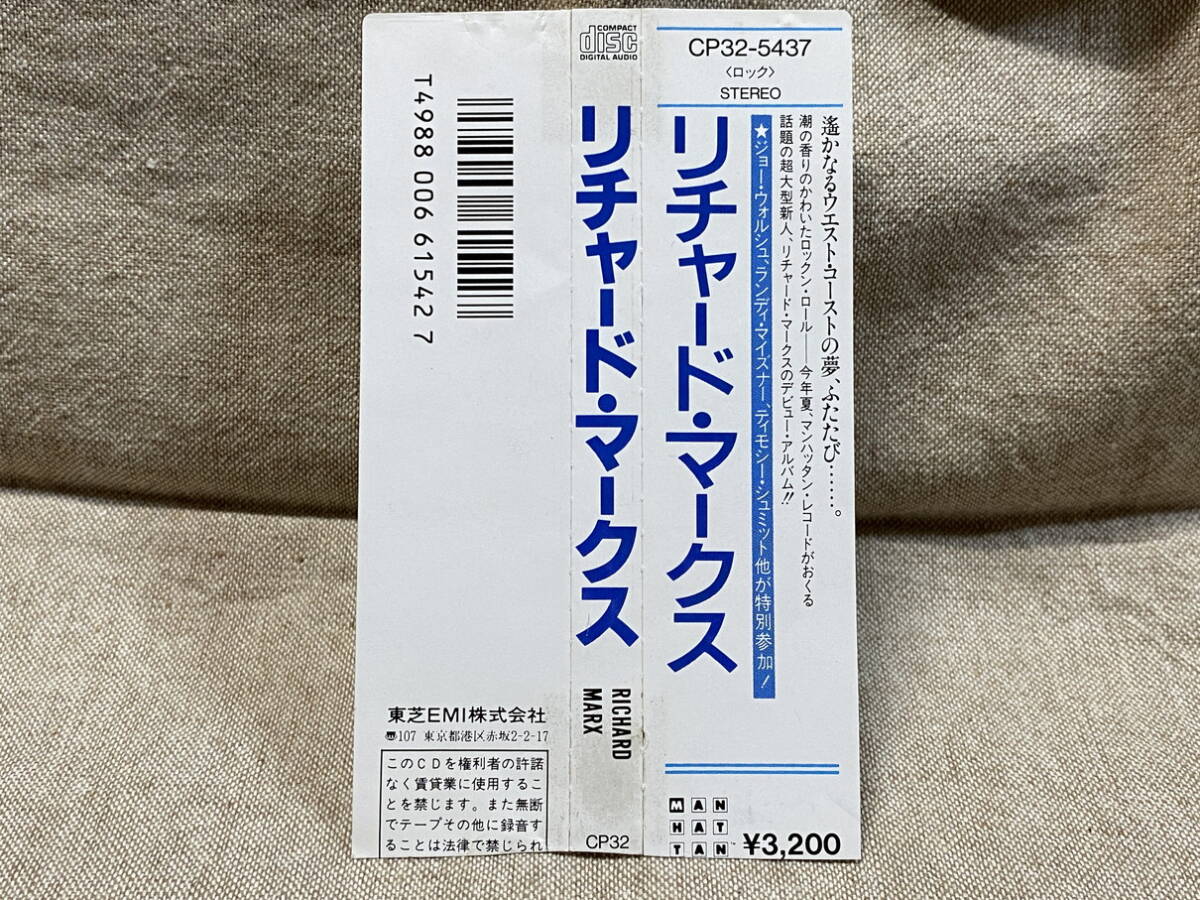 CP32-5437
〈ロック〉
STEREO
遙かなるウエスト・コーストの夢、ふたたび……。
潮の香りのかわいたロックン・ロール——今年夏、マンハッタン・レコードがおくる
話題の超大型新人、リチャード・マークスのデビュー・アルバム!!
★ジョー・ウォルシュ、ランディ・マイズナー、ティモシー・シュミット他が特別参加!
リチャード・マークス
MAN
HAT
TAN™
¥3,200
COMPACT
disc
DIGITAL AUDIO
リチャード・マークス
RICHARD
MARX
CP32
T4988 006 61542 7
東芝EMI株式会社
〠107 東京都港区赤坂2-2-17
このCDを権利者の許諾
なく賃貸業に使用するこ
とを禁じます。また無断
でテープその他に録音す
ることは法律で禁じられ